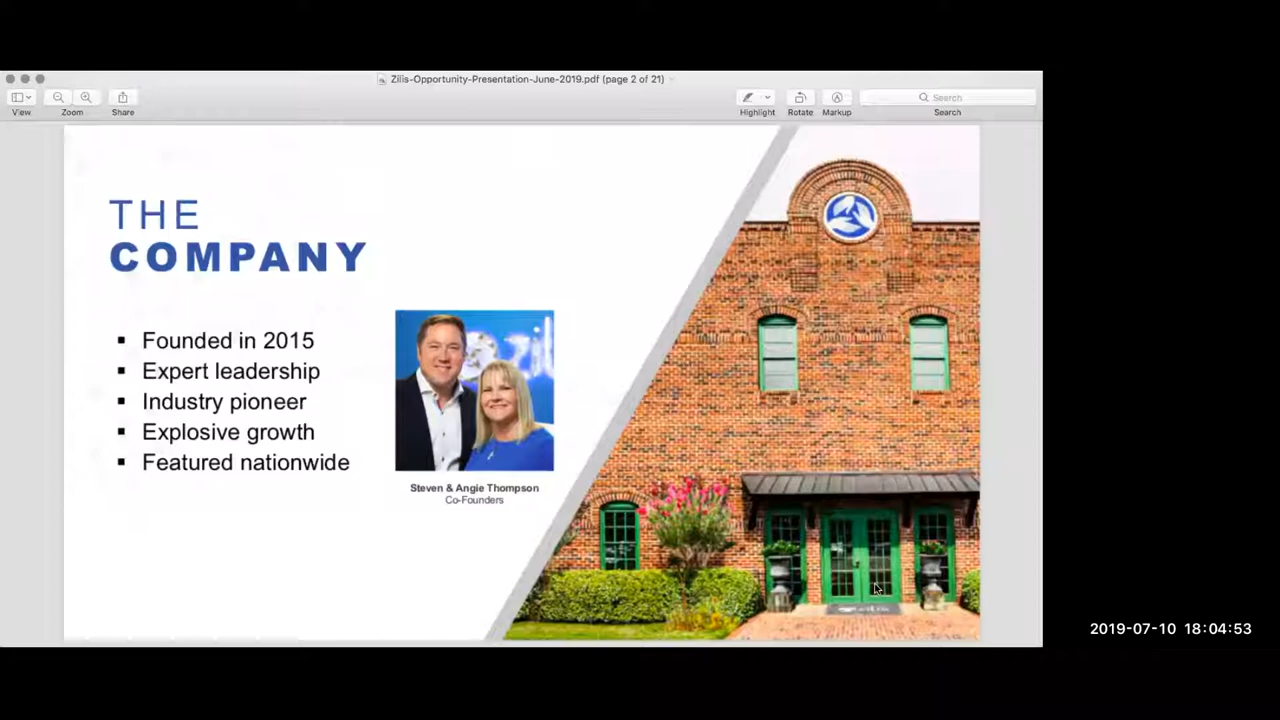 Zilis-Opportunity-Presentation-June-2019.pdf (page 2 of 21)
View
Zoom
Share
Highlight
Rotate
Markup
Search
Search
THE
COMPANY
▪ Founded in 2015
▪ Expert leadership
▪ Industry pioneer
▪ Explosive growth
▪ Featured nationwide
Steven & Angie Thompson
Co-Founders
2019-07-10 18:04:53